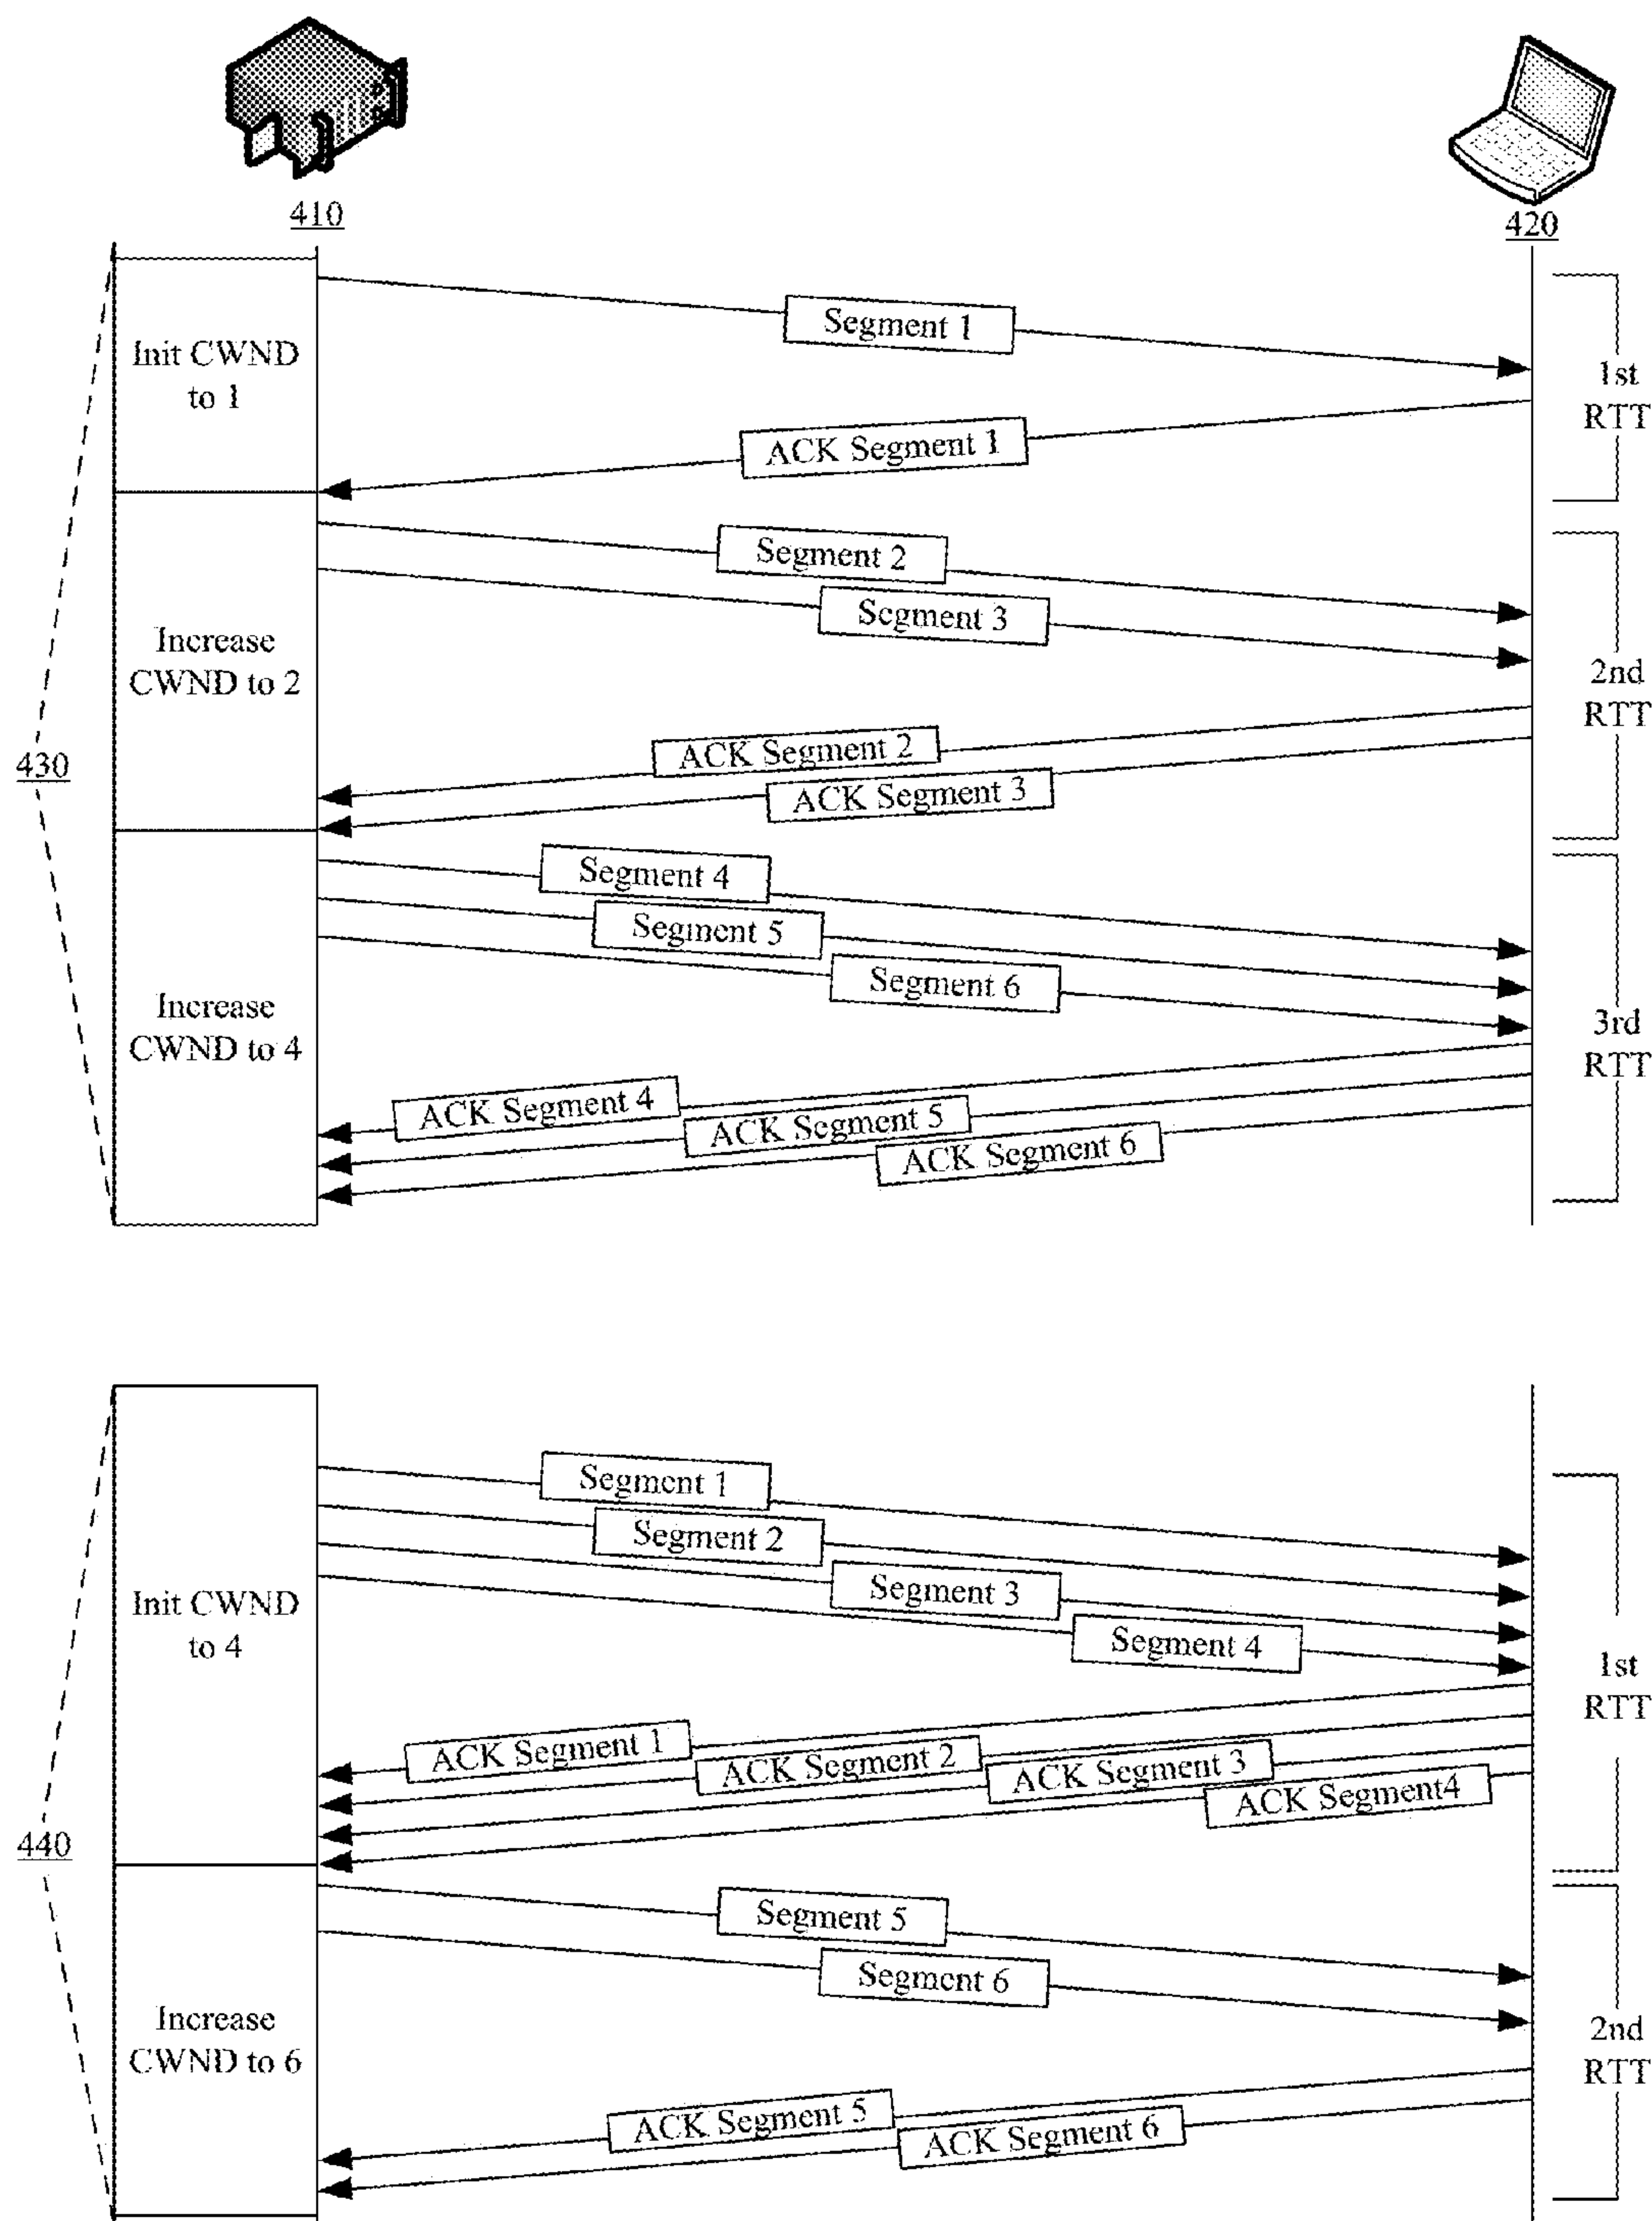 410
420
Init CWND
to 1
Segment 1
1st
RTT
ACK Segment 1
Segment 2
Segment 3
Increase
CWND to 2
2nd
RTT
ACK Segment 2
430
ACK Segment 3
Segment 4
Segment 5
Segment 6
Increase
CWND to 4
3rd
RTT
ACK Segment 4
ACK Segment 5
ACK Segment 6
Segment 1
Segment 2
Segment 3
Init CWND
to 4
Segment 4
1st
RTT
ACK Segment 1
ACK Segment 2
ACK Segment 3
ACK Segment4
440
Segment 5
Segment 6
Increase
CWND to 6
2nd
RTT
ACK Segment 5
ACK Segment 6